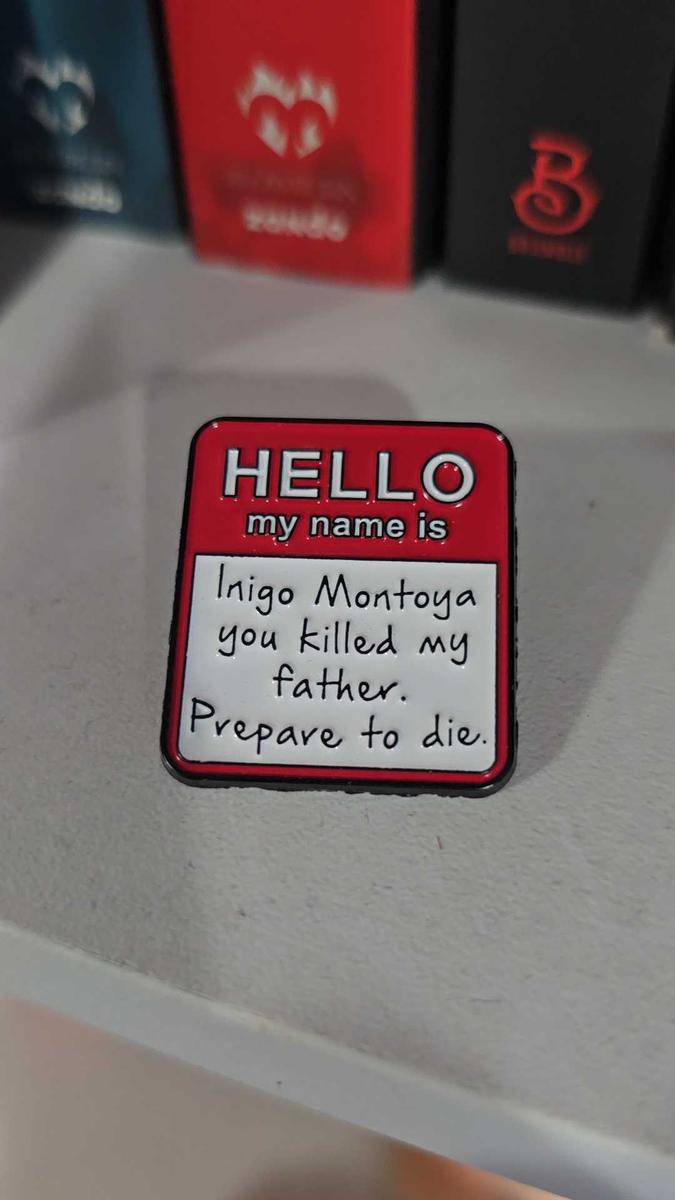 HELLO
my name is
Inigo Montoya
you killed my
father.
Prepare to die.